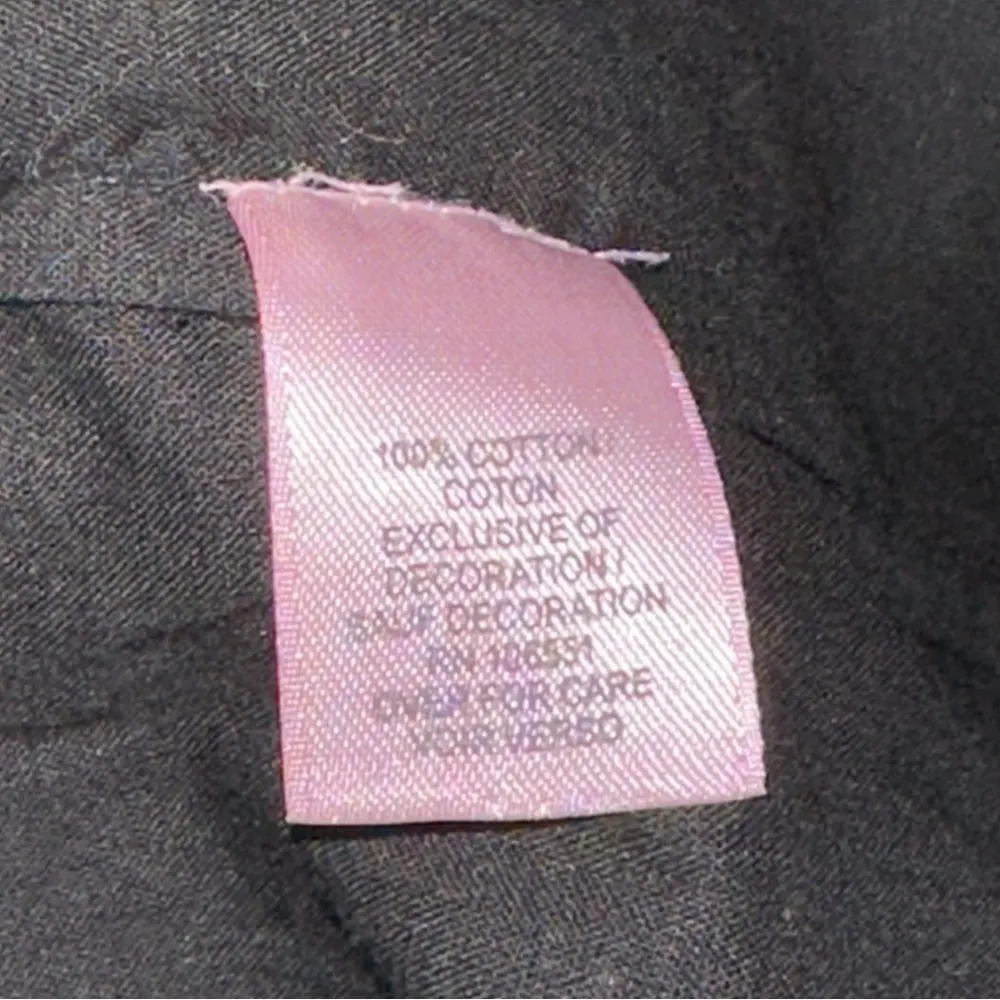 100% COTTON /
COTON
EXCLUSIVE OF
DECORATION /
SAUF DECORATION
RN 106551
OVER FOR CARE
VOIR VERSO